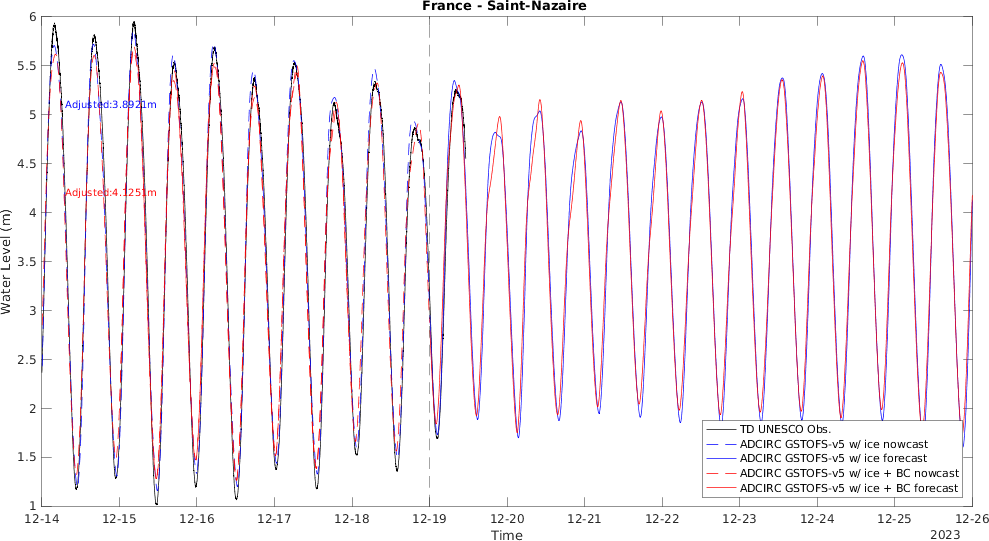 France - Saint-Nazaire
Water Level (m)
6
5.5
5
4.5
4
3.5
3
2.5
2
1.5
1
Adjusted:3.8921m
Adjusted:4.1251m
TD UNESCO Obs.
ADCIRC GSTOFS-v5 w/ ice nowcast
ADCIRC GSTOFS-v5 w/ ice forecast
ADCIRC GSTOFS-v5 w/ ice + BC nowcast
ADCIRC GSTOFS-v5 w/ ice + BC forecast
12-14 12-15 12-16 12-17 12-18 12-19 12-20 12-21 12-22 12-23 12-24 12-25 12-26
Time
2023